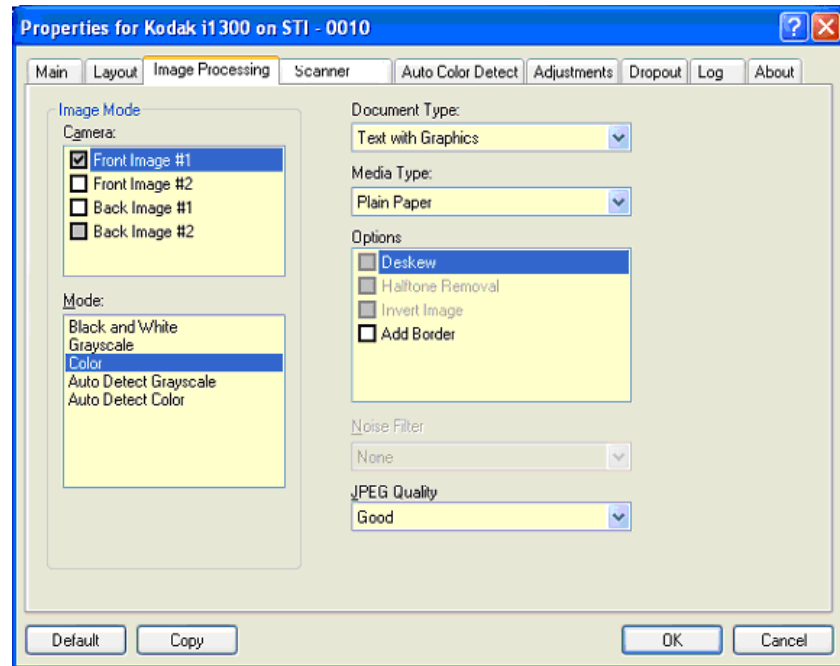 Properties for Kodak i1300 on STI - 0010
Main Layout Image Processing Scanner Auto Color Detect Adjustments Dropout Log About
Image Mode
Camera:
Front Image #1
Front Image #2
Back Image #1
Back Image #2
Mode:
Black and White
Grayscale
Color
Auto Detect Grayscale
Auto Detect Color
Document Type:
Text with Graphics
Media Type:
Plain Paper
Options
Deskew
Halftone Removal
Invert Image
Add Border
Noise Filter
None
JPEG Quality
Good
Default Copy OK Cancel